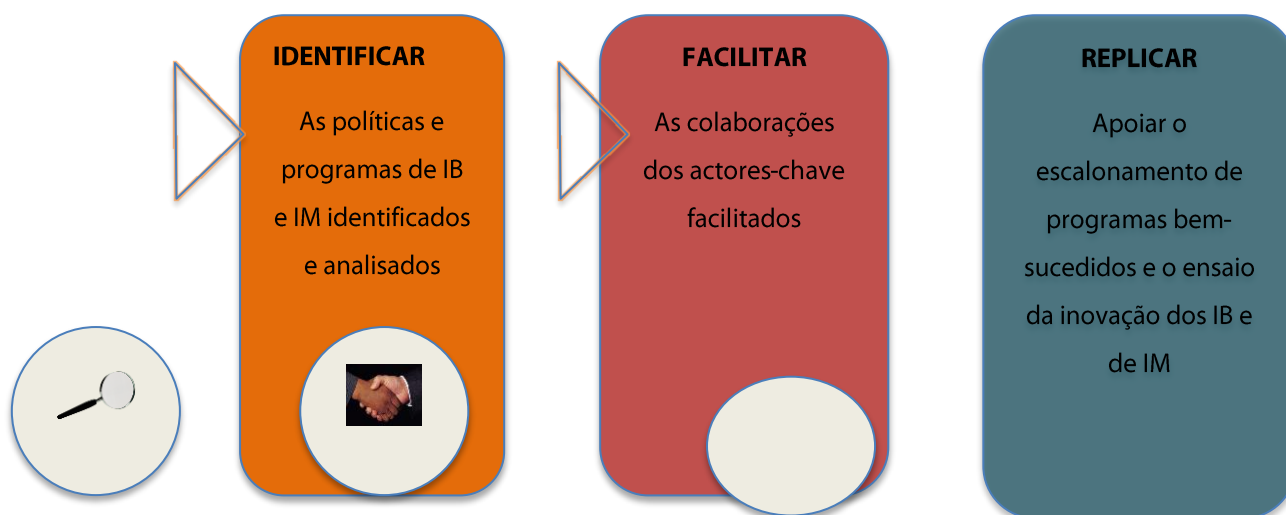 IDENTIFICAR
As políticas e
programas de IB
e IM identificados
e analisados
FACILITAR
As colaborações
dos actores-chave
facilitados
REPLICAR
Apoiar o
escalonamento de
programas bem-
sucedidos e o ensaio
da inovação dos IB e
de IM